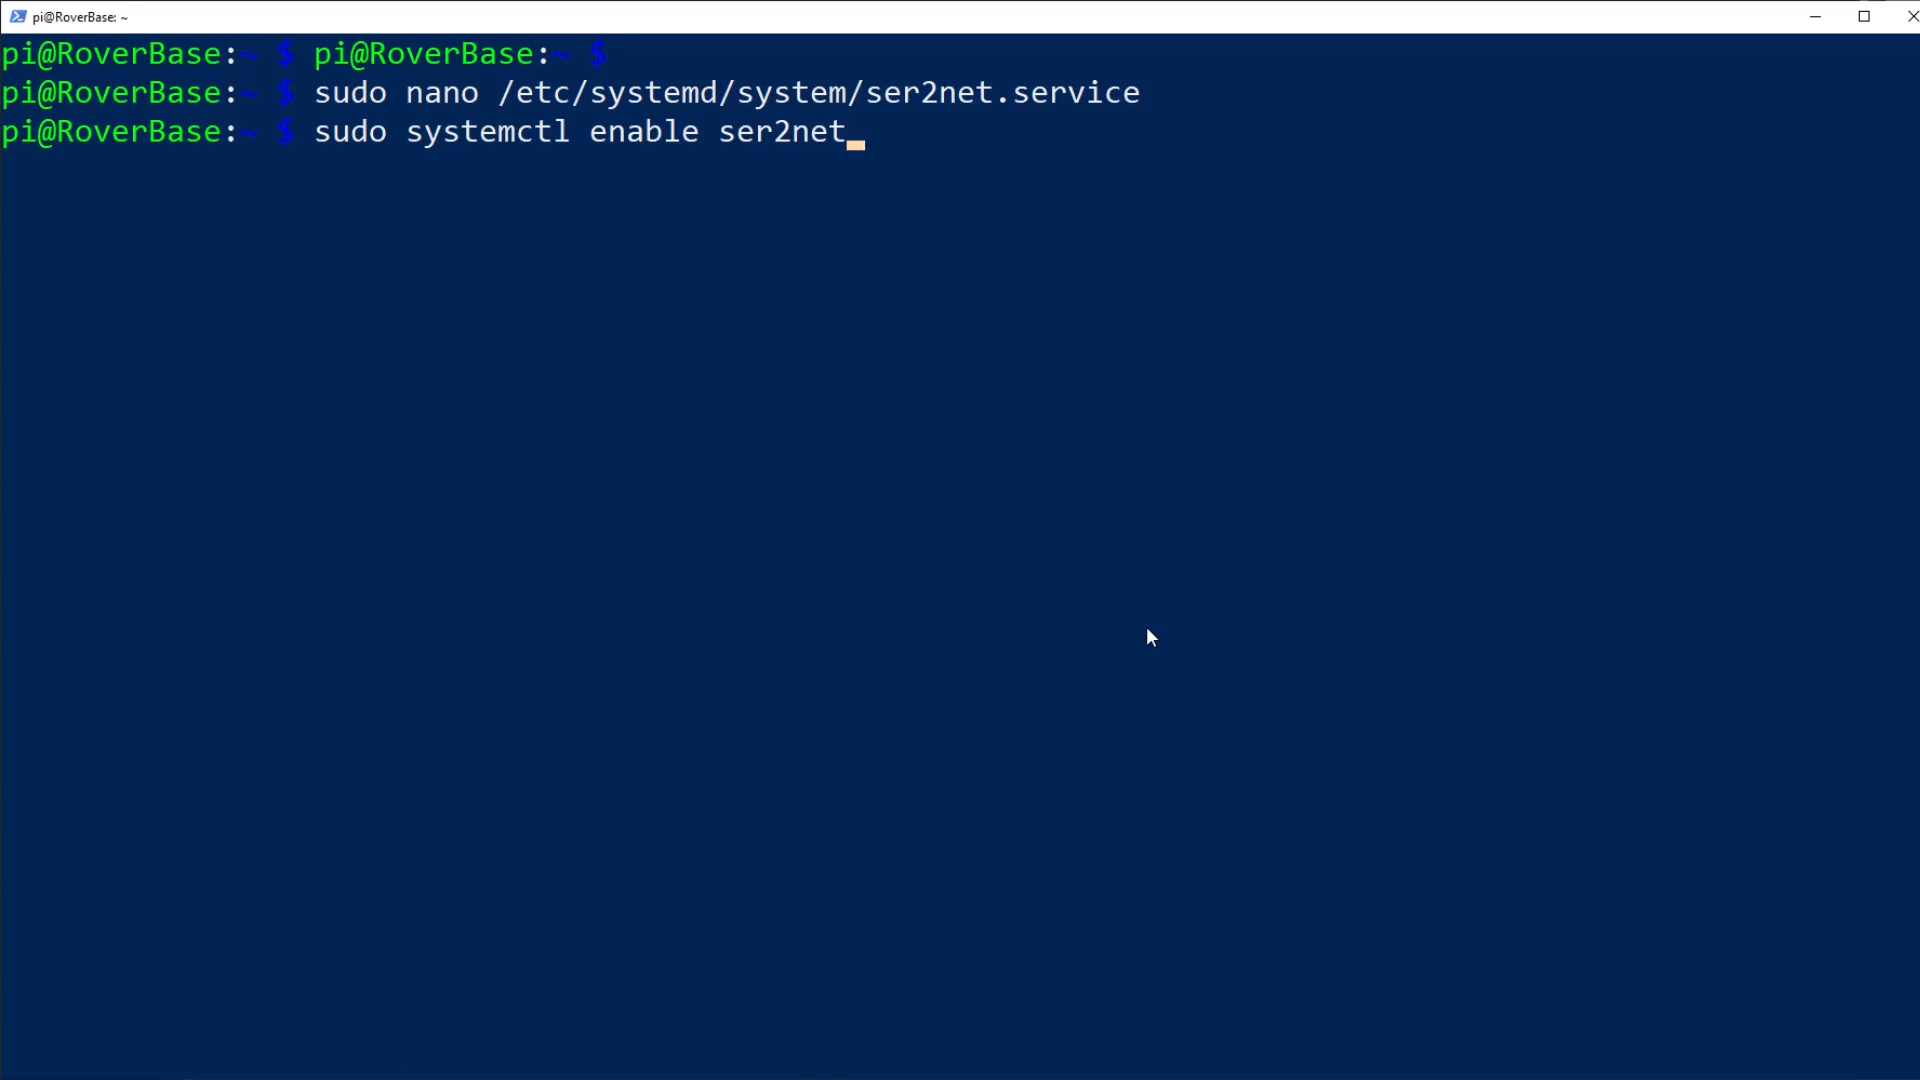 pi@RoverBase: ~
pi@RoverBase:~ $ pi@RoverBase:~ $
pi@RoverBase:~ $ sudo nano /etc/systemd/system/ser2net.service
pi@RoverBase:~ $ sudo systemctl enable ser2net